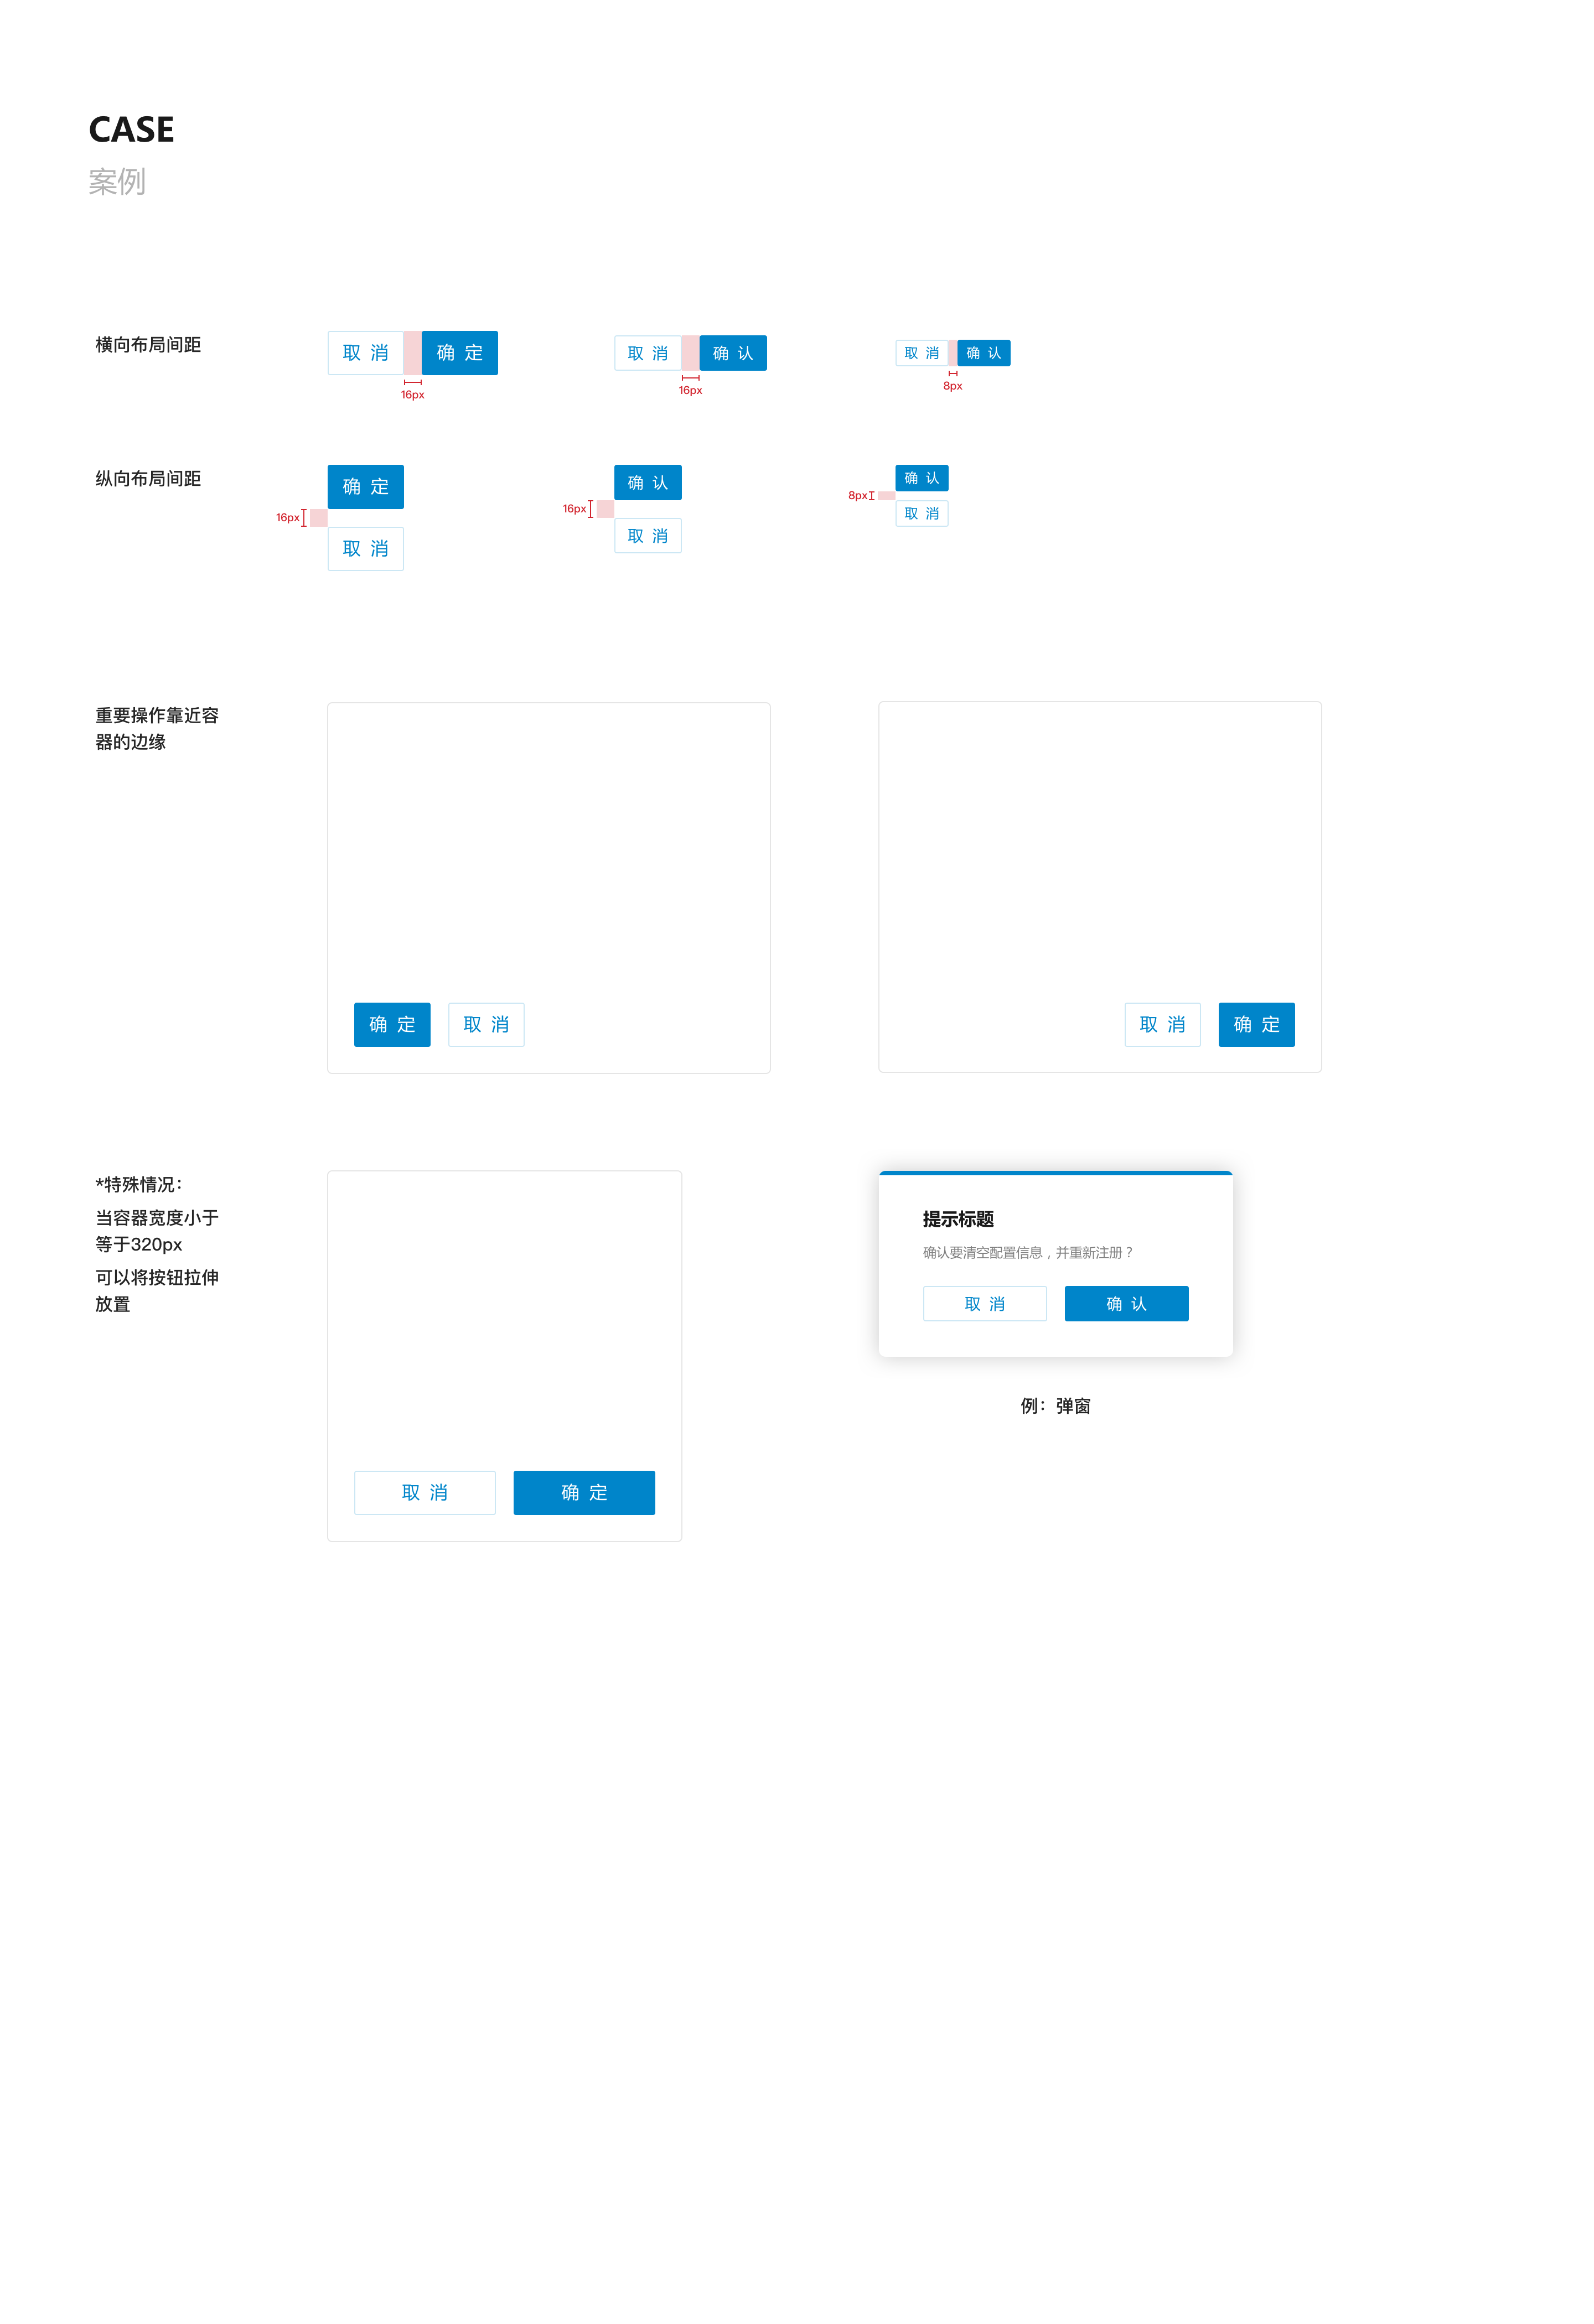 CASE
案例
横向布局间距
取 消
确 定
16px
取 消
确 认
16px
取 消
确 认
8px
纵向布局间距
确 定
16px
取 消
确 认
16px
取 消
确 认
8px
取 消
重要操作靠近容
器的边缘
确 定
取 消
取 消
确 定
*特殊情况：
当容器宽度小于
等于320px
可以将按钮拉伸
放置
取 消
确 定
提示标题
确认要清空配置信息，并重新注册？
取 消
确 认
例：弹窗